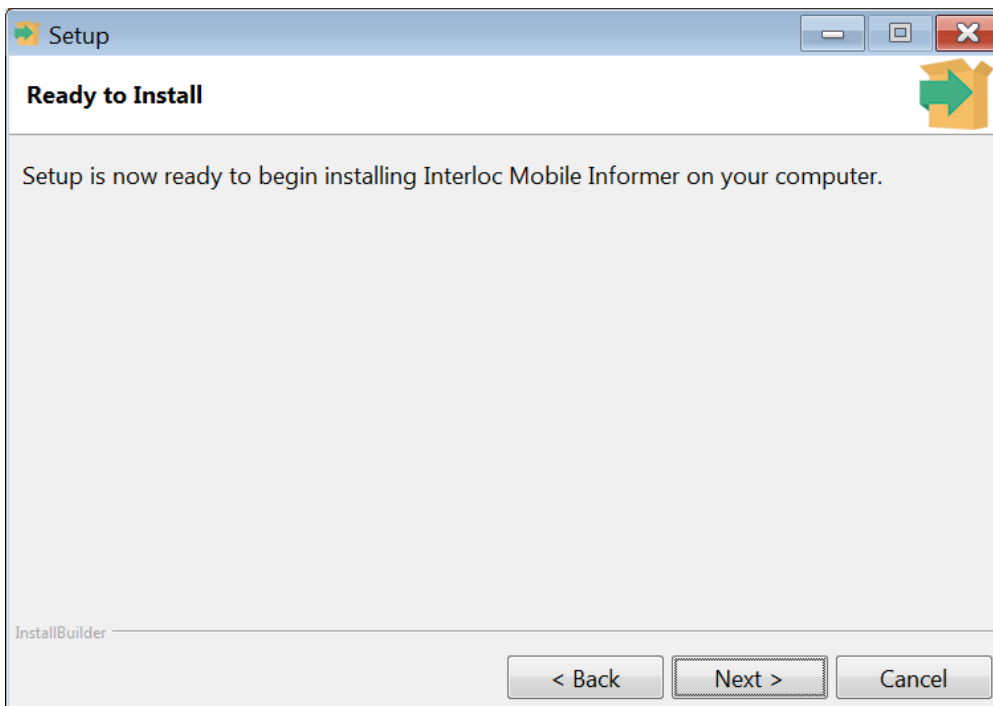 Setup
Ready to Install
Setup is now ready to begin installing Interloc Mobile Informer on your computer.
InstallBuilder
< Back
Next >
Cancel